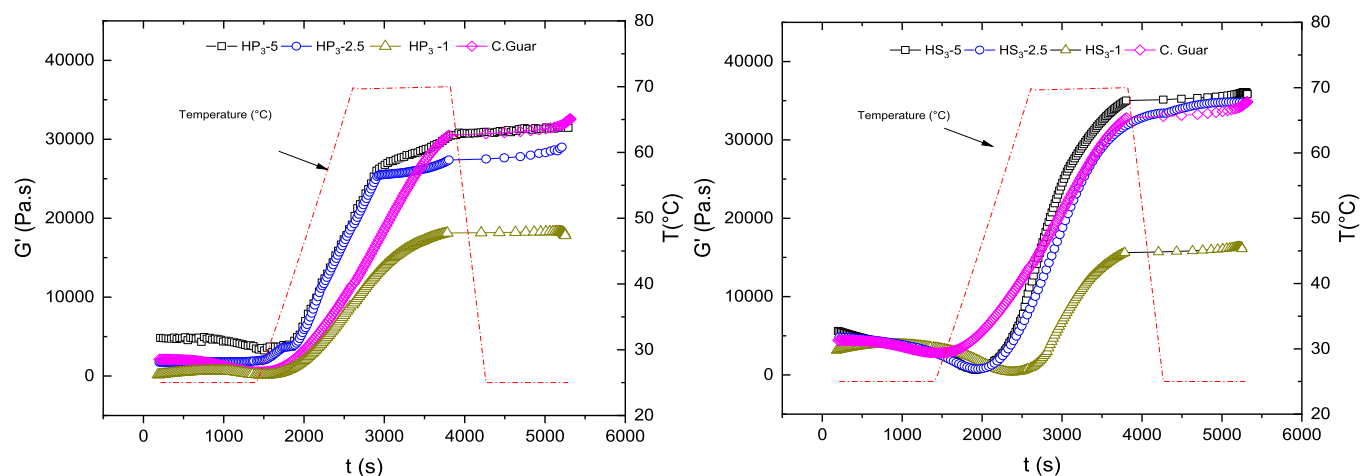 HP₃-5 HP₃-2.5 HP₃ -1 C.Guar
Temperature (°C)
G' (Pa.s)
40000
30000
20000
10000
0
T(°C)
80
70
60
50
40
30
20
0 1000 2000 3000 4000 5000 6000
t (s)
HS₃-5 HS₃-2.5 HS₃-1 C. Guar
Temperature (°C)
G' (Pa.s)
40000
30000
20000
10000
0
T(°C)
80
70
60
50
40
30
20
0 1000 2000 3000 4000 5000 6000
t (s)